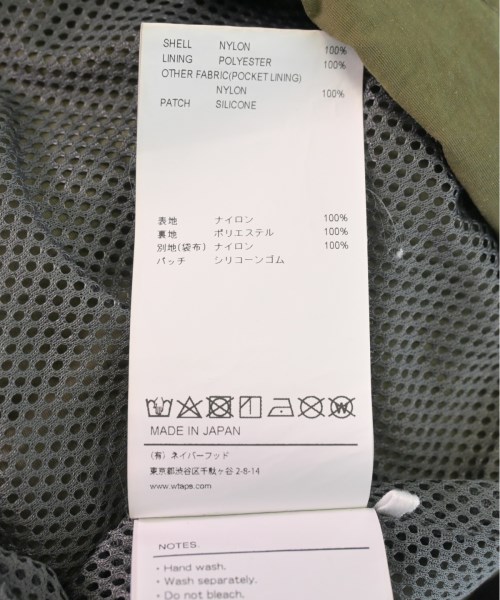 SHELL NYLON 100%
LINING POLYESTER 100%
OTHER FABRIC(POCKET LINING)
NYLON 100%
PATCH SILICONE
表地 ナイロン 100%
裏地 ポリエステル 100%
別地(袋布) ナイロン 100%
パッチ シリコーンゴム
W
MADE IN JAPAN
(有) ネイバーフッド
東京都渋谷区千駄ヶ谷 2-8-14
www.wtaps.com
NOTES.
・Hand wash.
・Wash separately.
・Do not bleach.